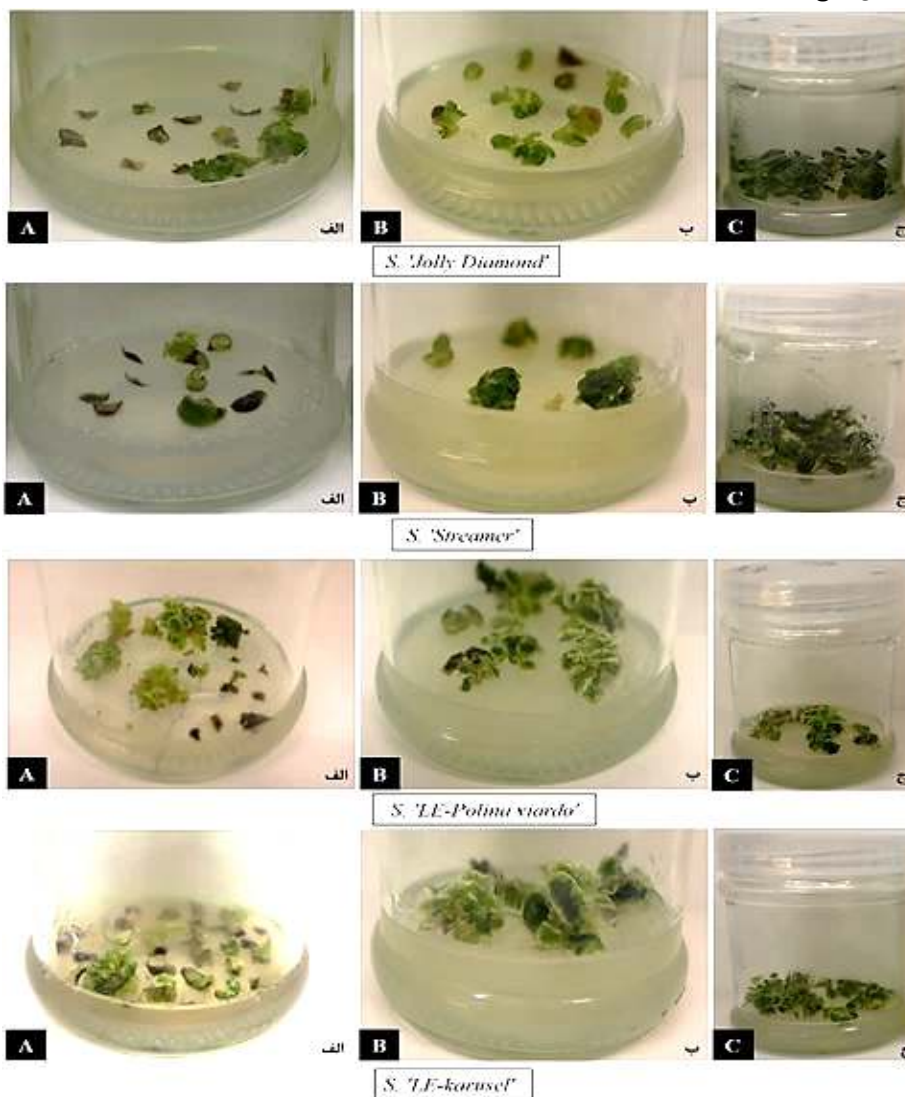 A الف B ب C ج
S. 'Jolly Diamond'
A الف B ب C ج
S. 'Streamer'
A الف B ب C ج
S. 'LE-Polina viardo'
A الف B ب C ج
S. 'LE-karusel'